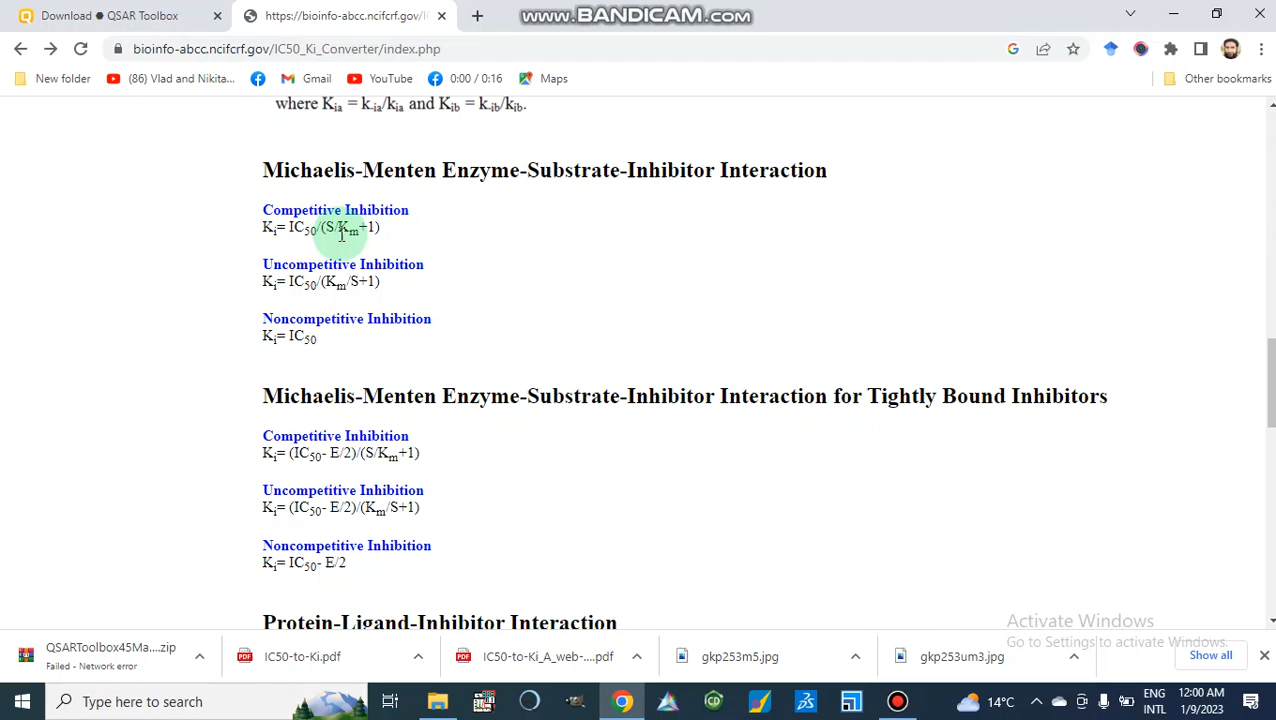 Download ● QSAR Toolbox
https://bioinfo-abcc.ncifcrf.gov/I
www.BANDICAM.com
bioinfo-abcc.ncifcrf.gov/IC50_Ki_Converter/index.php
New folder
(86) Vlad and Nikita...
Gmail
YouTube
0:00 / 0:16
Maps
Other bookmarks
where Kia = k-ia/kia and Kib = k-ib/kib.
Michaelis-Menten Enzyme-Substrate-Inhibitor Interaction
Competitive Inhibition
Ki= IC50/(S/Km+1)
Uncompetitive Inhibition
Ki= IC50/(Km/S+1)
Noncompetitive Inhibition
Ki= IC50
Michaelis-Menten Enzyme-Substrate-Inhibitor Interaction for Tightly Bound Inhibitors
Competitive Inhibition
Ki= (IC50- E/2)/(S/Km+1)
Uncompetitive Inhibition
Ki= (IC50- E/2)/(Km/S+1)
Noncompetitive Inhibition
Ki= IC50- E/2
Protein-Ligand-Inhibitor Interaction
Activate Windows
Go to Settings to activate Windows.
QSARToolbox45Ma....zip
Failed - Network error
IC50-to-Ki.pdf
IC50-to-Ki_A_web-....pdf
gkp253m5.jpg
gkp253um3.jpg
Show all
Type here to search
14°C
ENG
INTL
12:00 AM
1/9/2023